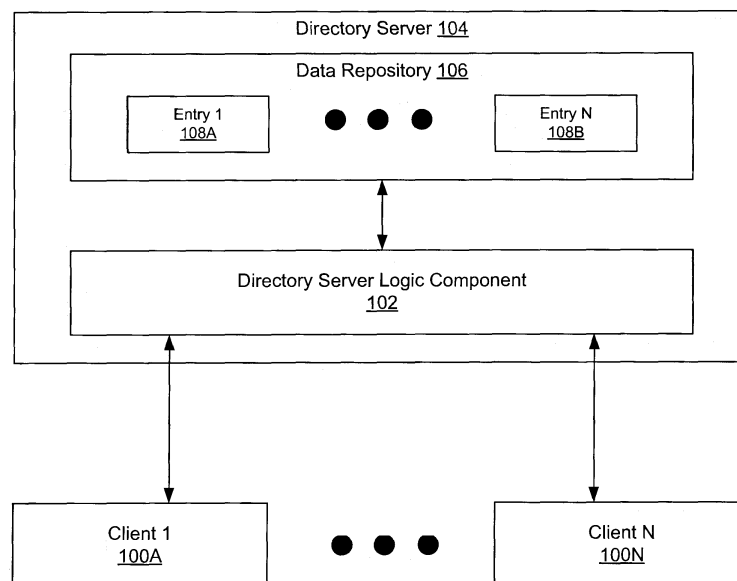 Directory Server 104
Data Repository 106
Entry 1
108A
Entry N
108B
Directory Server Logic Component
102
Client 1
100A
Client N
100N